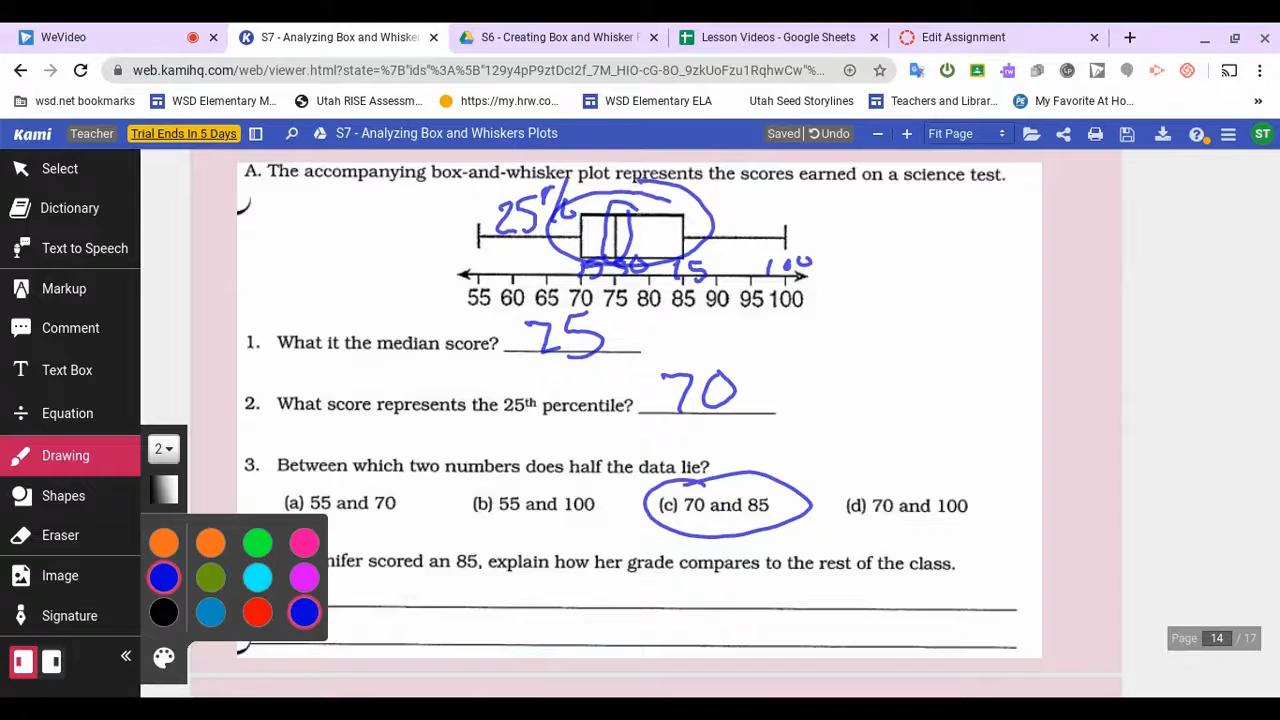 WeVideo
S7 - Analyzing Box and Whisker
S6 - Creating Box and Whisker
Lesson Videos - Google Sheets
Edit Assignment
web.kamihq.com/web/viewer.html?state=%7B"ids"%3A%5B"129y4pP9ztDcI2f_7M_HIO-cG-8O_9zkUoFzu1RqhwCw"%...
wsd.net bookmarks
WSD Elementary M...
Utah RISE Assessm...
https://my.hrw.co...
WSD Elementary ELA
Utah Seed Storylines
Teachers and Librar...
My Favorite At Ho...
»
Kami
Teacher
Trial Ends In 5 Days
S7 - Analyzing Box and Whiskers Plots
Saved
Undo
Fit Page
ST
Select
Dictionary
Text to Speech
Markup
Comment
Text Box
Equation
Drawing
Shapes
Eraser
Image
Signature
2
A. The accompanying box-and-whisker plot represents the scores earned on a science test.
25%
50 75 100
55 60 65 70 75 80 85 90 95 100
1. What it the median score? 75
2. What score represents the 25th percentile? 70
3. Between which two numbers does half the data lie?
(a) 55 and 70 (b) 55 and 100 (c) 70 and 85 (d) 70 and 100
nifer scored an 85, explain how her grade compares to the rest of the class.
Page 14 / 17